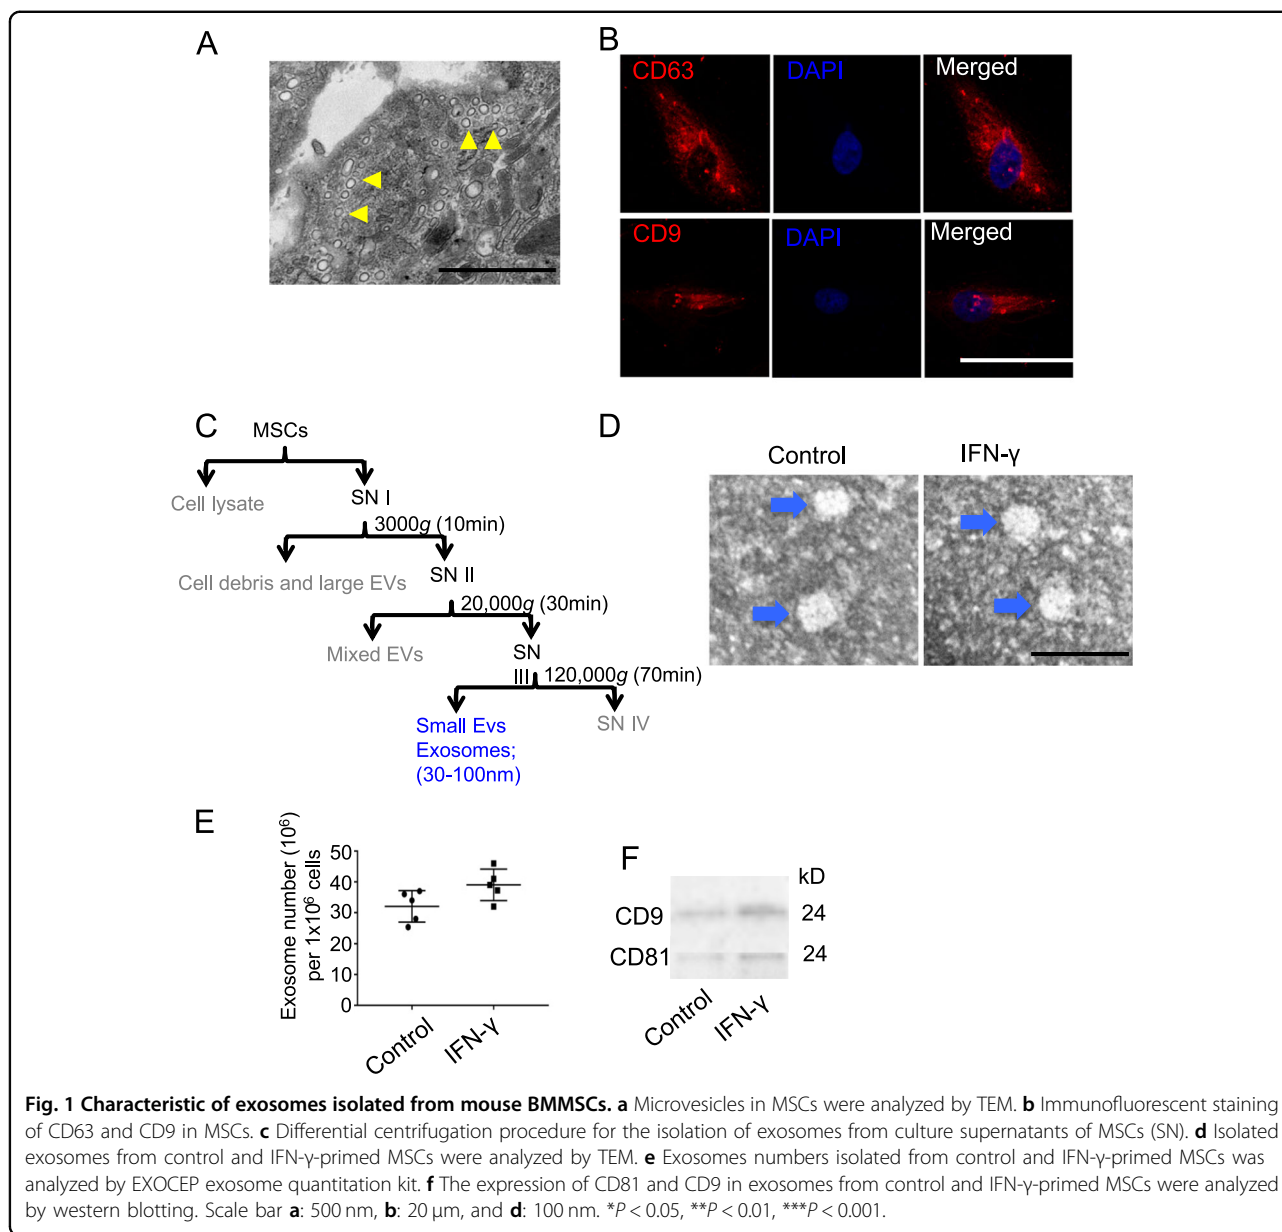 A
B
CD63
DAPI
Merged
CD9
DAPI
Merged
C
MSCs
Cell lysate
SN I
3000g (10min)
Cell debris and large EVs
SN II
20,000g (30min)
Mixed EVs
SN
III
120,000g (70min)
Small Evs
Exosomes;
(30-100nm)
SN IV
D
Control
IFN-γ
E
Exosome number (10⁶)
per 1x10⁶ cells
50
40
30
20
10
0
Control
IFN-γ
F
kD
CD9
24
CD81
24
Control
IFN-γ
Fig. 1 Characteristic of exosomes isolated from mouse BMMSCs. a Microvesicles in MSCs were analyzed by TEM. b Immunofluorescent staining
of CD63 and CD9 in MSCs. c Differential centrifugation procedure for the isolation of exosomes from culture supernatants of MSCs (SN). d Isolated
exosomes from control and IFN-γ-primed MSCs were analyzed by TEM. e Exosomes numbers isolated from control and IFN-γ-primed MSCs was
analyzed by EXOCEP exosome quantitation kit. f The expression of CD81 and CD9 in exosomes from control and IFN-γ-primed MSCs were analyzed
by western blotting. Scale bar a: 500 nm, b: 20 μm, and d: 100 nm. *P < 0.05, **P < 0.01, ***P < 0.001.